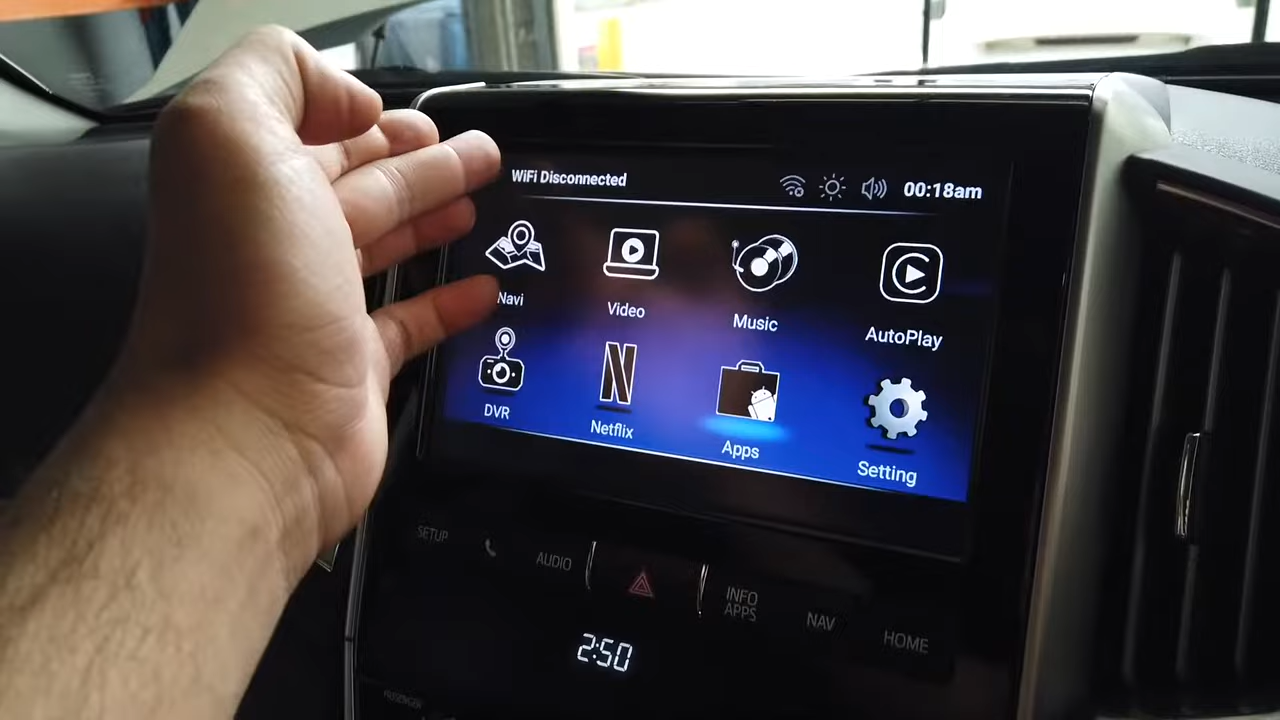 WiFi Disconnected
00:18am
Navi
Video
Music
AutoPlay
DVR
Netflix
Apps
Setting
SETUP
AUDIO
INFO
APPS
NAV
HOME
2:50
PASSENGER